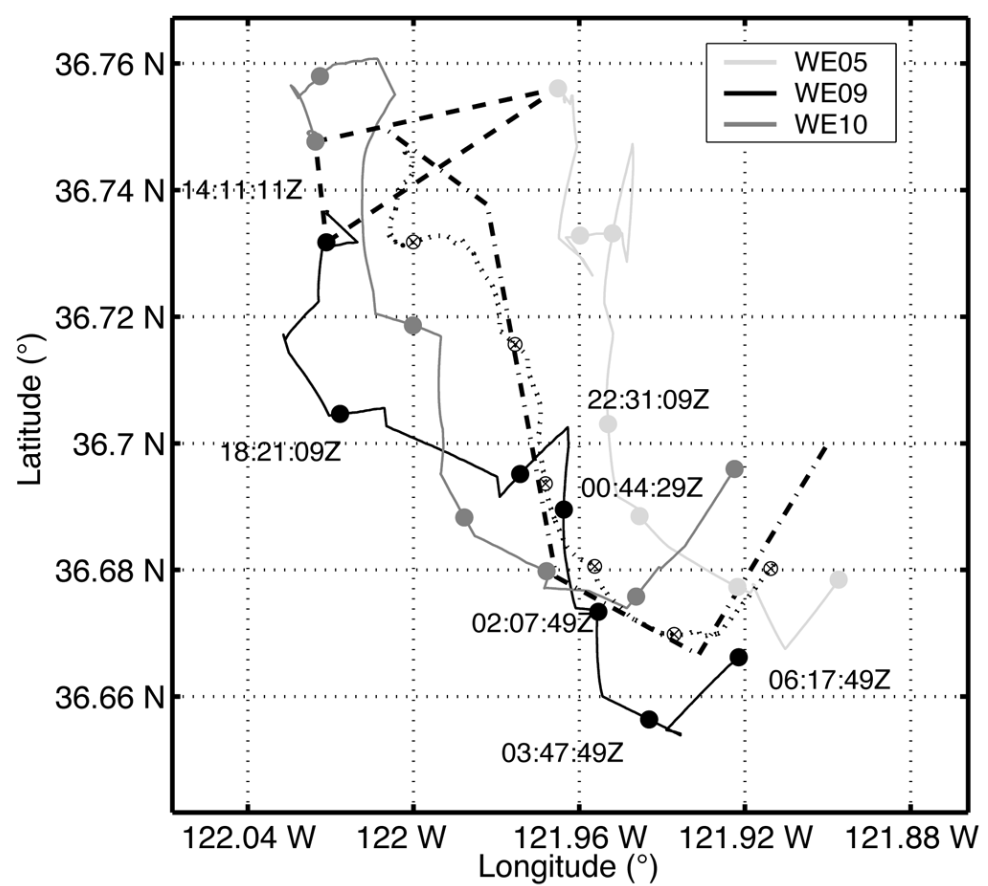 36.76 N
WE05
WE09
WE10
36.74 N
14:11:11Z
36.72 N
22:31:09Z
36.7 N
18:21:09Z
00:44:29Z
36.68 N
02:07:49Z
06:17:49Z
36.66 N
03:47:49Z
Latitude (°)
122.04 W
122 W
121.96 W
121.92 W
121.88 W
Longitude (°)